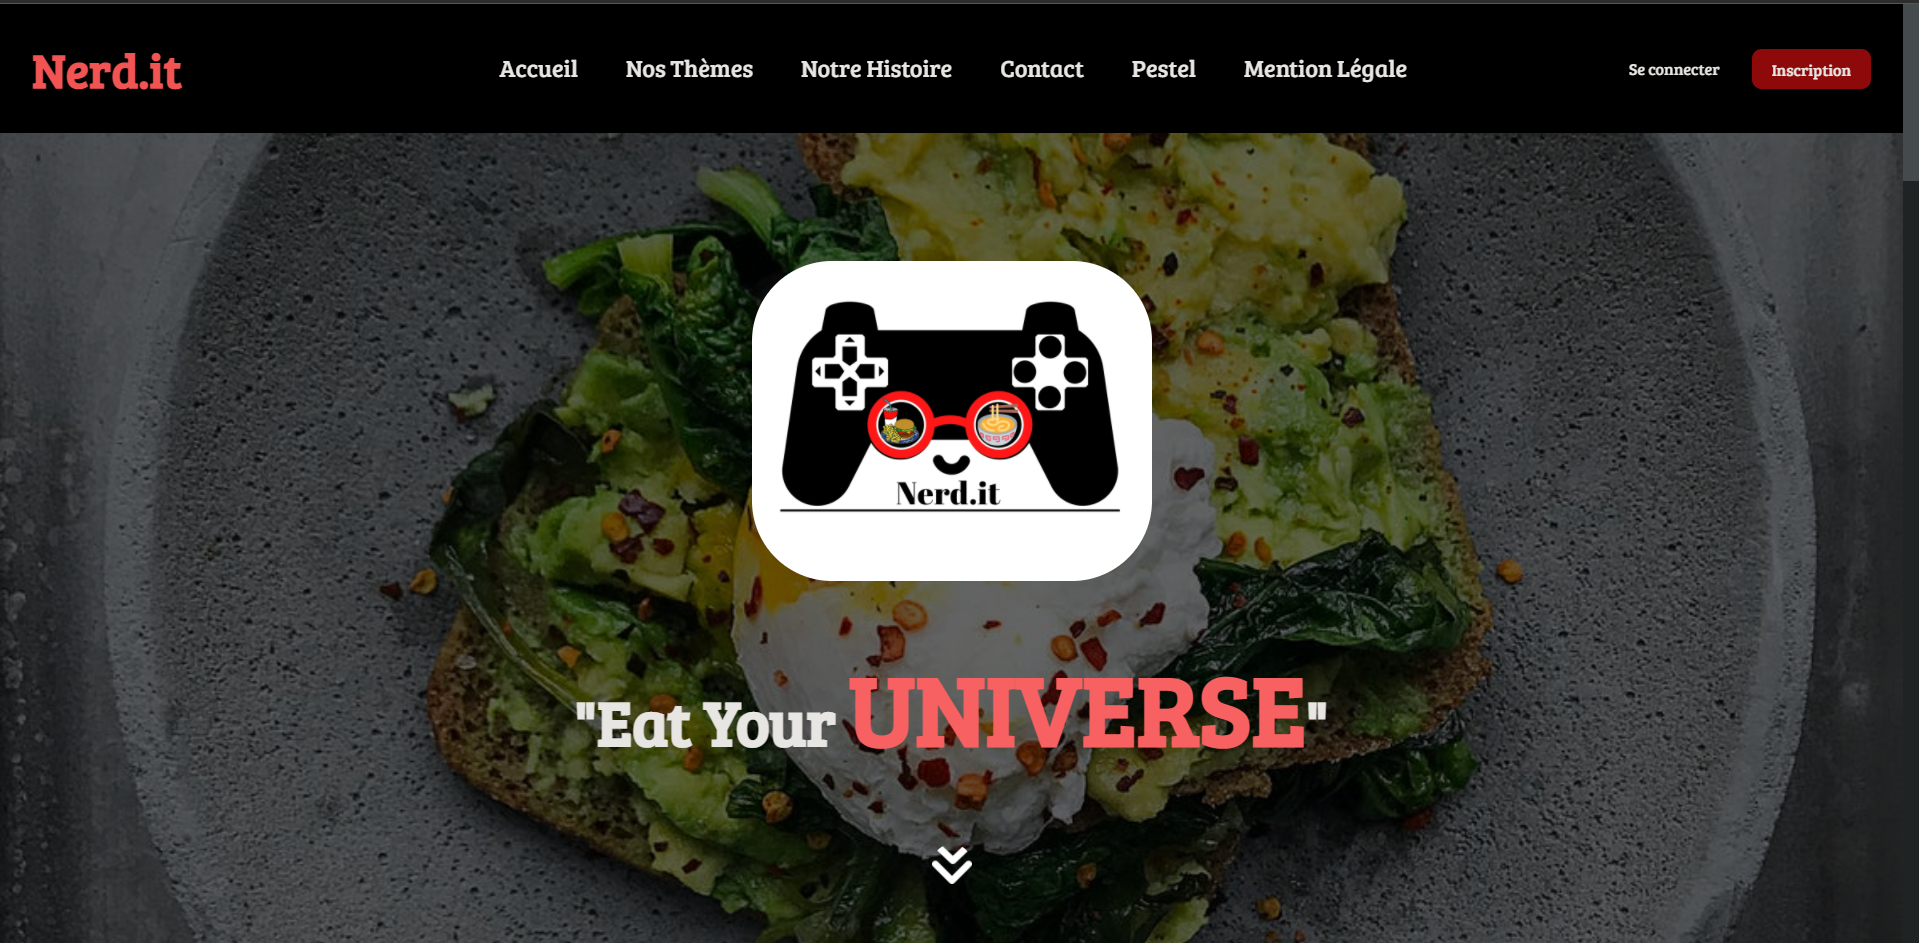 Nerd.it
Accueil Nos Thèmes Notre Histoire Contact Pestel Mention Légale
Se connecter Inscription
Nerd.it
"Eat Your UNIVERSE"